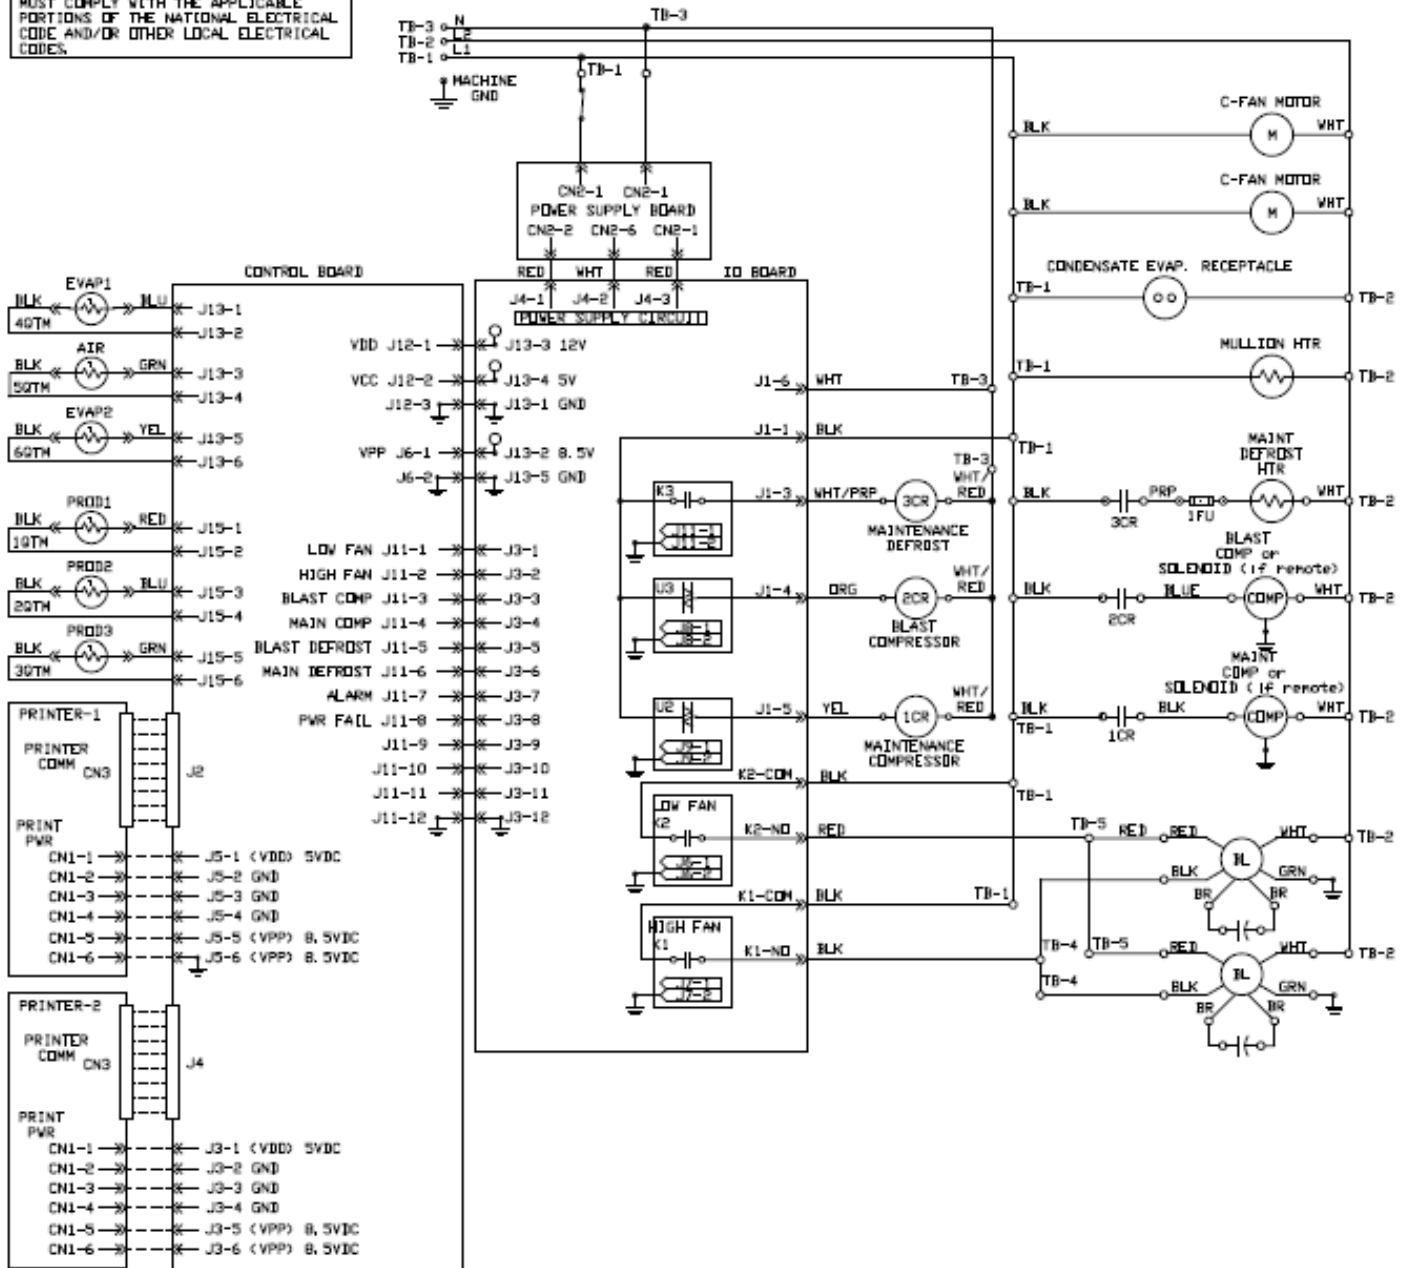 MUST COMPLY WITH THE APPLICABLE
PORTIONS OF THE NATIONAL ELECTRICAL
CODE AND/OR OTHER LOCAL ELECTRICAL
CODES.
TB-3 N
TB-2 L2
TB-1 L1
MACHINE
GND
TB-3
TB-1
CN2-1 CN2-1
POWER SUPPLY BOARD
CN2-2 CN2-6 CN2-1
RED WHT RED
IO BOARD
J4-1 J4-2 J4-3
POWER SUPPLY CIRCUIT
CONTROL BOARD
EVAP1
BLK BLU J13-1
4QTM J13-2
AIR
BLK GRN J13-3
5QTM J13-4
EVAP2
BLK YEL J13-5
6QTM J13-6
PROD1
BLK RED J15-1
1QTM J15-2
PROD2
BLK BLU J15-3
2QTM J15-4
PROD3
BLK GRN J15-5
3QTM J15-6
VDD J12-1 J13-3 12V
VCC J12-2 J13-4 5V
J12-3 J13-1 GND
VPP J6-1 J13-2 8.5V
J6-2 J13-5 GND
LOW FAN J11-1 J3-1
HIGH FAN J11-2 J3-2
BLAST COMP J11-3 J3-3
MAIN COMP J11-4 J3-4
BLAST DEFROST J11-5 J3-5
MAIN DEFROST J11-6 J3-6
ALARM J11-7 J3-7
PWR FAIL J11-8 J3-8
J11-9 J3-9
J11-10 J3-10
J11-11 J3-11
J11-12 J3-12
PRINTER-1
PRINTER
COMM CN3 J2
PRINT
PWR
CN1-1 J5-1 (VDD) 5VDC
CN1-2 J5-2 GND
CN1-3 J5-3 GND
CN1-4 J5-4 GND
CN1-5 J5-5 (VPP) 8.5VDC
CN1-6 J5-6 (VPP) 8.5VDC
PRINTER-2
PRINTER
COMM CN3 J4
PRINT
PWR
CN1-1 J3-1 (VDD) 5VDC
CN1-2 J3-2 GND
CN1-3 J3-3 GND
CN1-4 J3-4 GND
CN1-5 J3-5 (VPP) 8.5VDC
CN1-6 J3-6 (VPP) 8.5VDC
J1-6 WHT TB-3
J1-1 BLK TB-1
TB-3
K3 J1-3 WHT/PRP 3CR WHT/
RED
J11-1
J11-2
MAINTENANCE
DEFROST
U3 J1-4 ORG 2CR WHT/
RED
J8-1
J8-2
BLAST
COMPRESSOR
U2 J1-5 YEL 1CR WHT/
RED
J9-1
J9-2
MAINTENANCE
COMPRESSOR
K2-COM BLK TB-1
LOW FAN
K2 K2-NO RED TB-5 RED
J6-1
J6-2
K1-COM BLK TB-1
HIGH FAN
K1 K1-NO BLK TB-4 TB-5
J7-1
J7-2
TB-4
C-FAN MOTOR
BLK M WHT
C-FAN MOTOR
BLK M WHT
CONDENSATE EVAP. RECEPTACLE
TB-1 TB-2
MULLION HTR
TB-1 TB-2
MAINT
DEFROST
HTR
BLK 3CR PRP 1FU WHT TB-2
BLAST
COMP or
SOLENOID (if remote)
BLK 2CR BLUE COMP WHT TB-2
MAINT
COMP or
SOLENOID (if remote)
BLK TB-1 1CR BLK COMP WHT TB-2
RED BL WHT TB-2
BLK GRN
BR BR
RED BL WHT TB-2
BLK GRN
BR BR